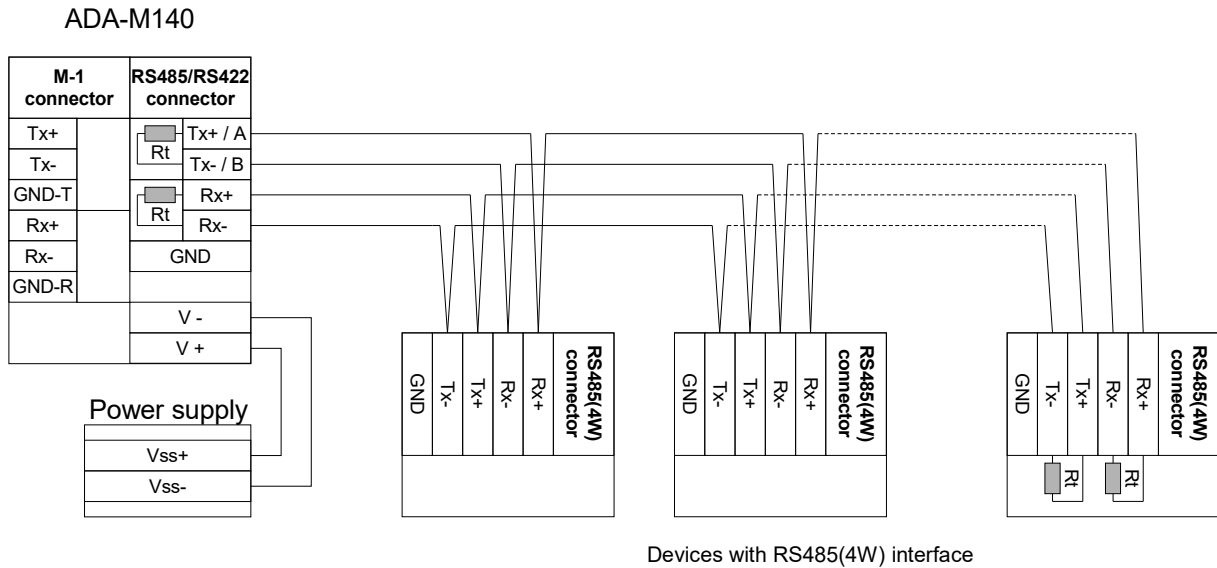 ADA-M140
M-1
connector
RS485/RS422
connector
Tx+
Tx-
GND-T
Rx+
Rx-
GND-R
Rt
Tx+ / A
Tx- / B
Rt
Rx+
Rx-
GND
V -
V +
Power supply
Vss+
Vss-
GND
Tx-
Tx+
Rx-
Rx+
RS485(4W)
connector
GND
Tx-
Tx+
Rx-
Rx+
RS485(4W)
connector
GND
Tx-
Tx+
Rx-
Rx+
RS485(4W)
connector
Rt
Rt
Devices with RS485(4W) interface